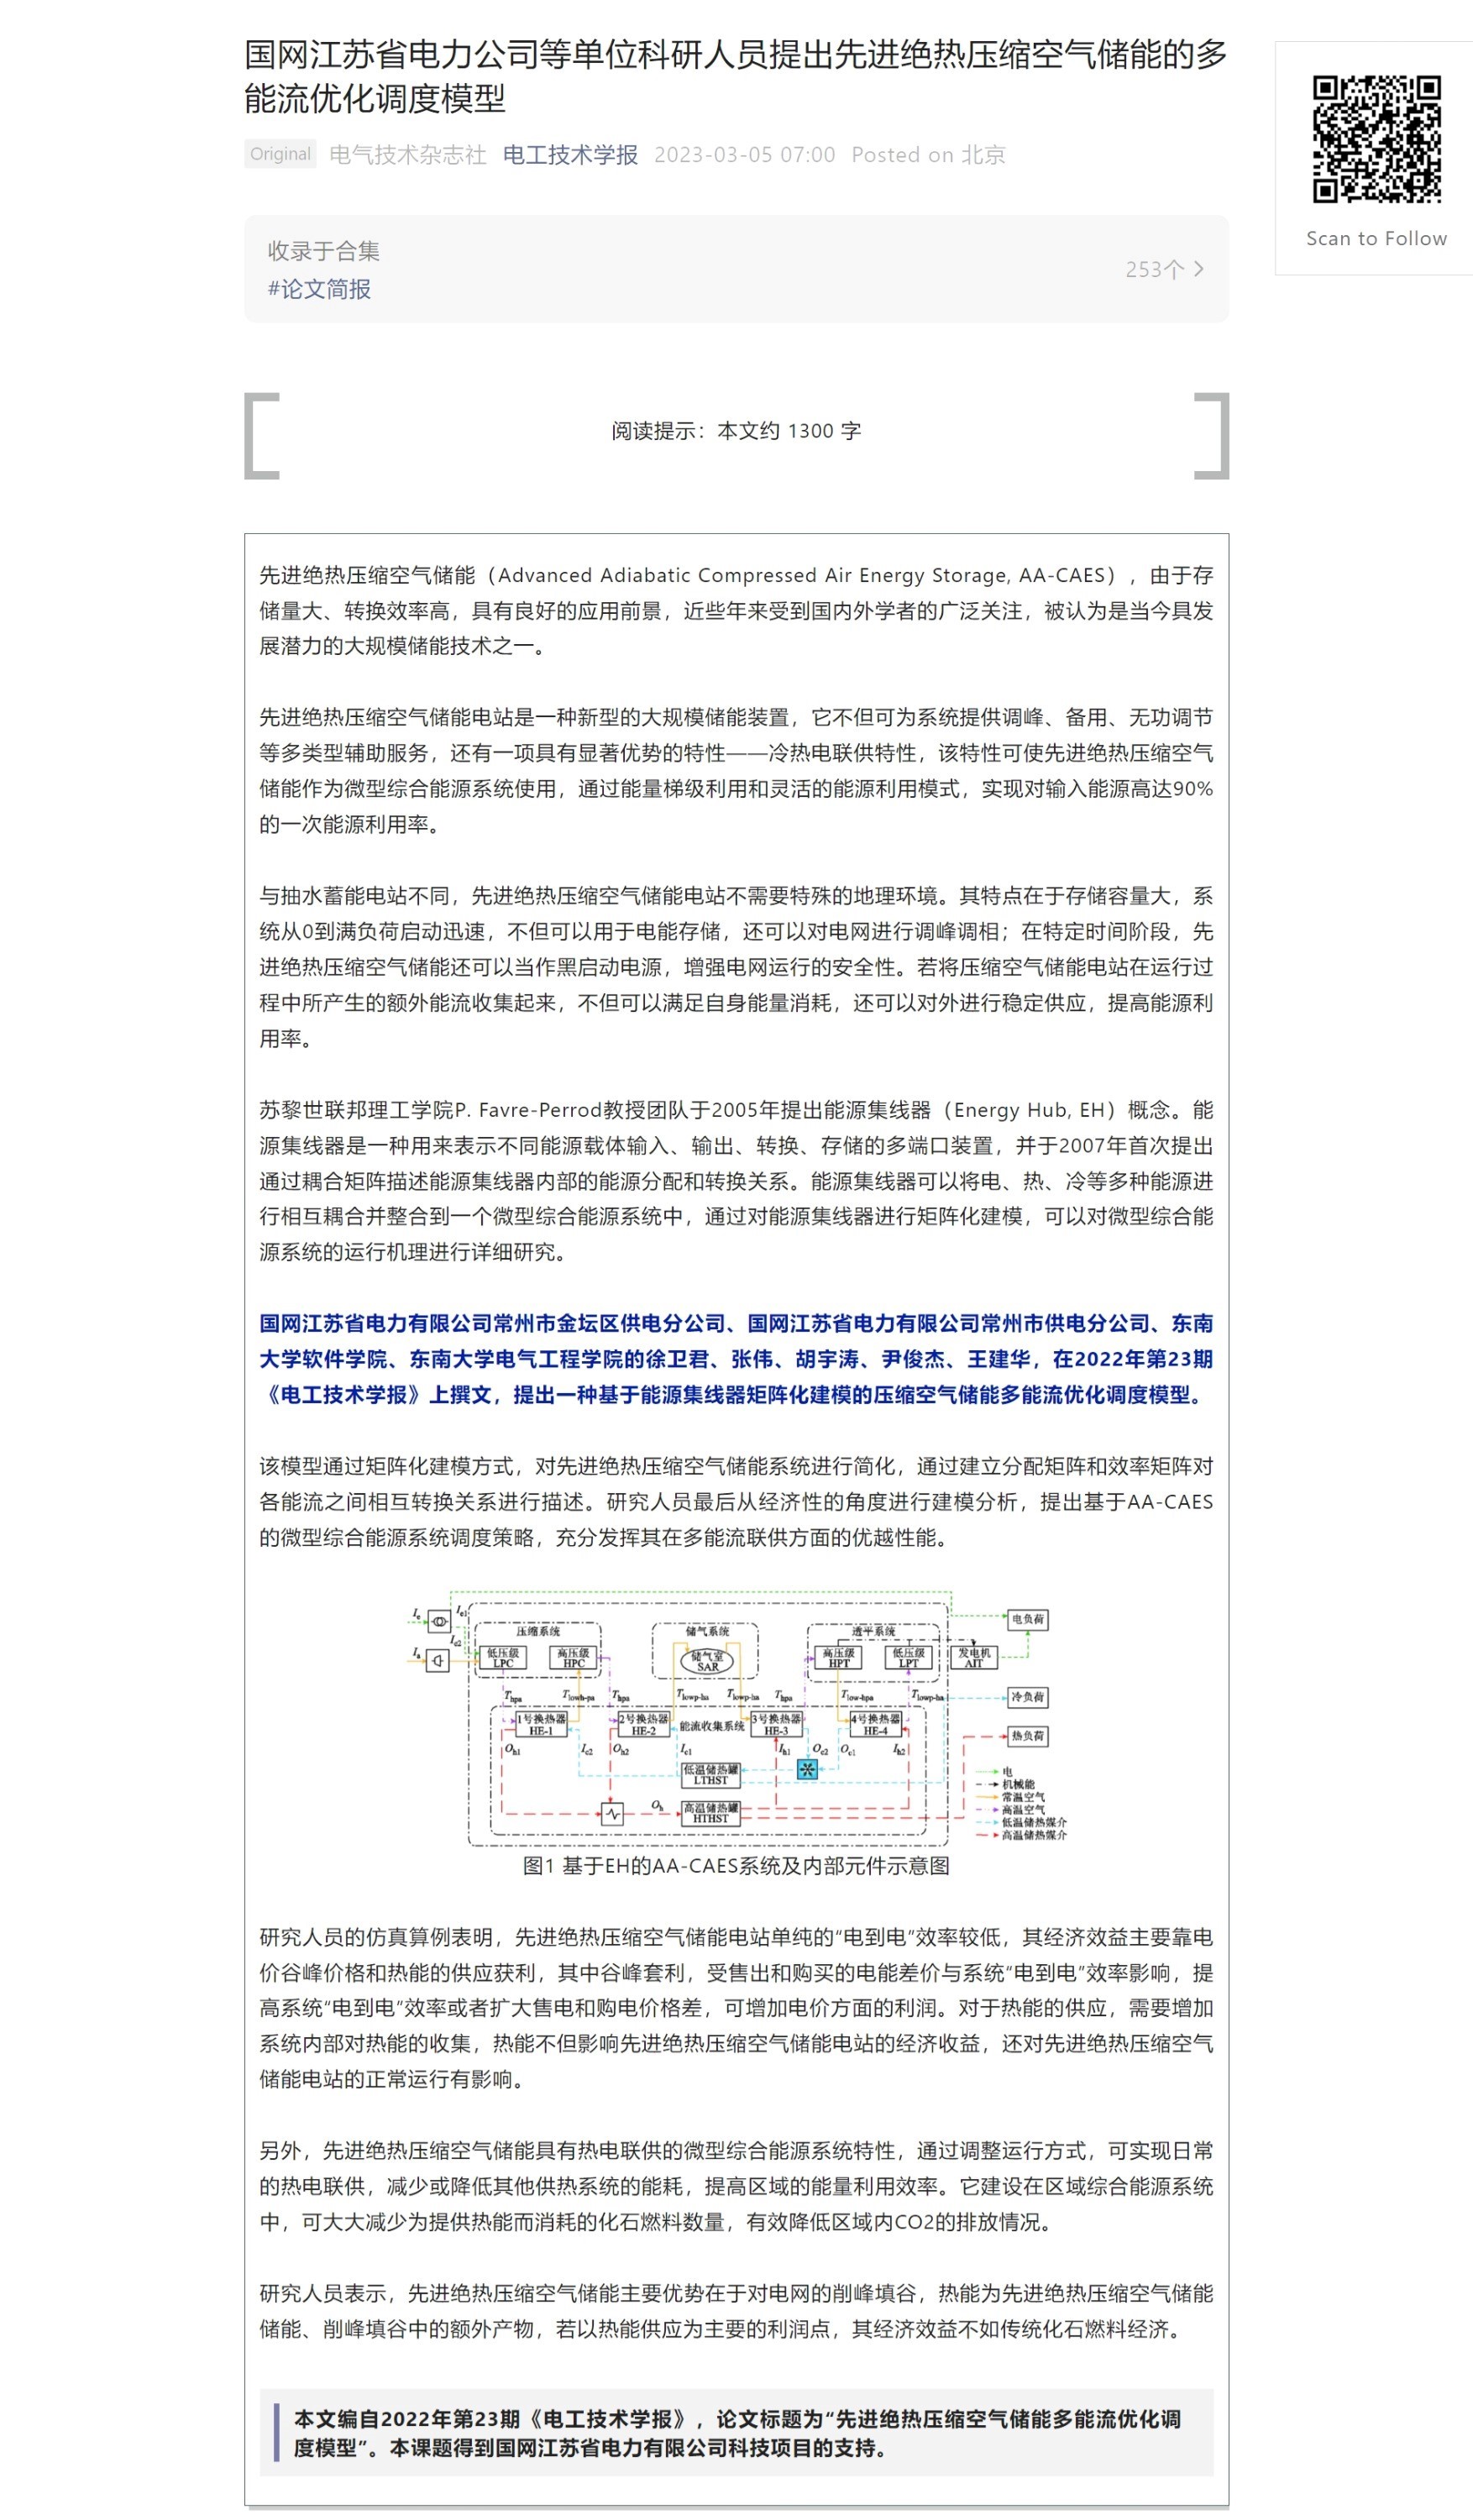 国网江苏省电力公司等单位科研人员提出先进绝热压缩空气储能的多
能流优化调度模型
Original 电气技术杂志社 电工技术学报 2023-03-05 07:00 Posted on 北京
Scan to Follow
收录于合集
#论文简报
253个
阅读提示：本文约 1300 字
先进绝热压缩空气储能（Advanced Adiabatic Compressed Air Energy Storage, AA-CAES），由于存
储量大、转换效率高，具有良好的应用前景，近些年来受到国内外学者的广泛关注，被认为是当今具发
展潜力的大规模储能技术之一。
先进绝热压缩空气储能电站是一种新型的大规模储能装置，它不但可为系统提供调峰、备用、无功调节
等多类型辅助服务，还有一项具有显著优势的特性——冷热电联供特性，该特性可使先进绝热压缩空气
储能作为微型综合能源系统使用，通过能量梯级利用和灵活的能源利用模式，实现对输入能源高达90%
的一次能源利用率。
与抽水蓄能电站不同，先进绝热压缩空气储能电站不需要特殊的地理环境。其特点在于存储容量大，系
统从0到满负荷启动迅速，不但可以用于电能存储，还可以对电网进行调峰调相；在特定时间阶段，先
进绝热压缩空气储能还可以当作黑启动电源，增强电网运行的安全性。若将压缩空气储能电站在运行过
程中所产生的额外能流收集起来，不但可以满足自身能量消耗，还可以对外进行稳定供应，提高能源利
用率。
苏黎世联邦理工学院P. Favre-Perrod教授团队于2005年提出能源集线器（Energy Hub, EH）概念。能
源集线器是一种用来表示不同能源载体输入、输出、转换、存储的多端口装置，并于2007年首次提出
通过耦合矩阵描述能源集线器内部的能源分配和转换关系。能源集线器可以将电、热、冷等多种能源进
行相互耦合并整合到一个微型综合能源系统中，通过对能源集线器进行矩阵化建模，可以对微型综合能
源系统的运行机理进行详细研究。
国网江苏省电力有限公司常州市金坛区供电分公司、国网江苏省电力有限公司常州市供电分公司、东南
大学软件学院、东南大学电气工程学院的徐卫君、张伟、胡宇涛、尹俊杰、王建华，在2022年第23期
《电工技术学报》上撰文，提出一种基于能源集线器矩阵化建模的压缩空气储能多能流优化调度模型。
该模型通过矩阵化建模方式，对先进绝热压缩空气储能系统进行简化，通过建立分配矩阵和效率矩阵对
各能流之间相互转换关系进行描述。研究人员最后从经济性的角度进行建模分析，提出基于AA-CAES
的微型综合能源系统调度策略，充分发挥其在多能流联供方面的优越性能。
Ie Ie1 Ie2 Ia
压缩系统 储气系统 透平系统
低压级 LPC
高压级 HPC
储气室 SAR
高压级 HPT
低压级 LPT
发电机 AIT
电负荷
冷负荷
热负荷
Thpa Tlowh-pa Thpa Tlowp-ha Tlowp-ha Thpa Tlow-hpa Tlowp-ha
1号换热器 HE-1
2号换热器 HE-2
能流收集系统
3号换热器 HE-3
4号换热器 HE-4
Oh1 Ic2 Oh2 Ic1 Ih1 Oc2 Oc1 Ih2
低温储热罐 LTHST
Oh
高温储热罐 HTHST
电
机械能
常温空气
高温空气
低温储热媒介
高温储热媒介
图1 基于EH的AA-CAES系统及内部元件示意图
研究人员的仿真算例表明，先进绝热压缩空气储能电站单纯的“电到电“效率较低，其经济效益主要靠电
价谷峰价格和热能的供应获利，其中谷峰套利，受售出和购买的电能差价与系统“电到电”效率影响，提
高系统“电到电”效率或者扩大售电和购电价格差，可增加电价方面的利润。对于热能的供应，需要增加
系统内部对热能的收集，热能不但影响先进绝热压缩空气储能电站的经济收益，还对先进绝热压缩空气
储能电站的正常运行有影响。
另外，先进绝热压缩空气储能具有热电联供的微型综合能源系统特性，通过调整运行方式，可实现日常
的热电联供，减少或降低其他供热系统的能耗，提高区域的能量利用效率。它建设在区域综合能源系统
中，可大大减少为提供热能而消耗的化石燃料数量，有效降低区域内CO2的排放情况。
研究人员表示，先进绝热压缩空气储能主要优势在于对电网的削峰填谷，热能为先进绝热压缩空气储能
储能、削峰填谷中的额外产物，若以热能供应为主要的利润点，其经济效益不如传统化石燃料经济。
本文编自2022年第23期《电工技术学报》，论文标题为“先进绝热压缩空气储能多能流优化调
度模型”。本课题得到国网江苏省电力有限公司科技项目的支持。